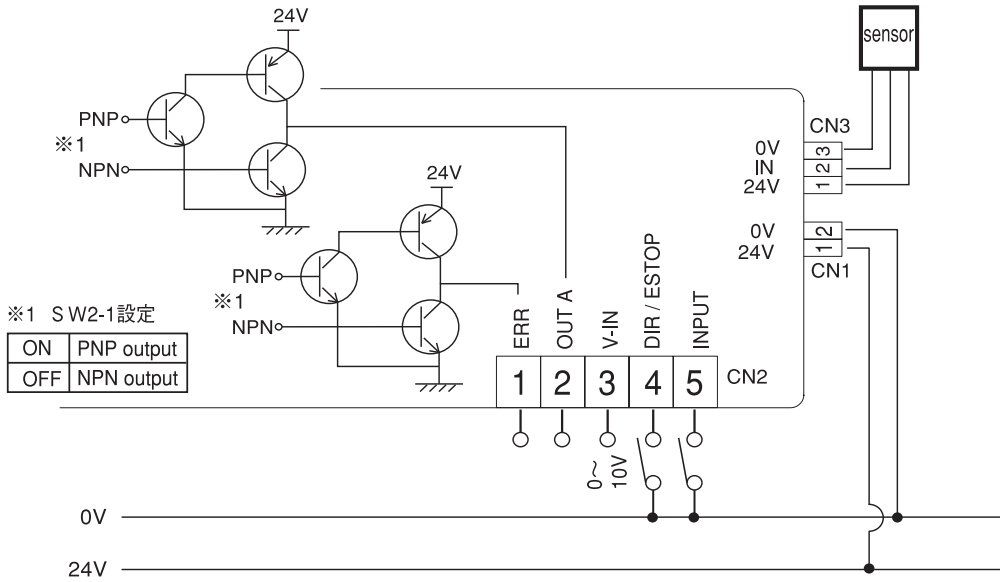 24V
sensor
PNP
※1
NPN
CN3
0V
3
IN
2
24V
1
24V
0V
2
24V
1
CN1
PNP
※1
NPN
※1 SW2-1設定
ON PNP output
OFF NPN output
ERR
OUT A
V-IN
DIR / ESTOP
INPUT
1 2 3 4 5
CN2
0～
10V
0V
24V